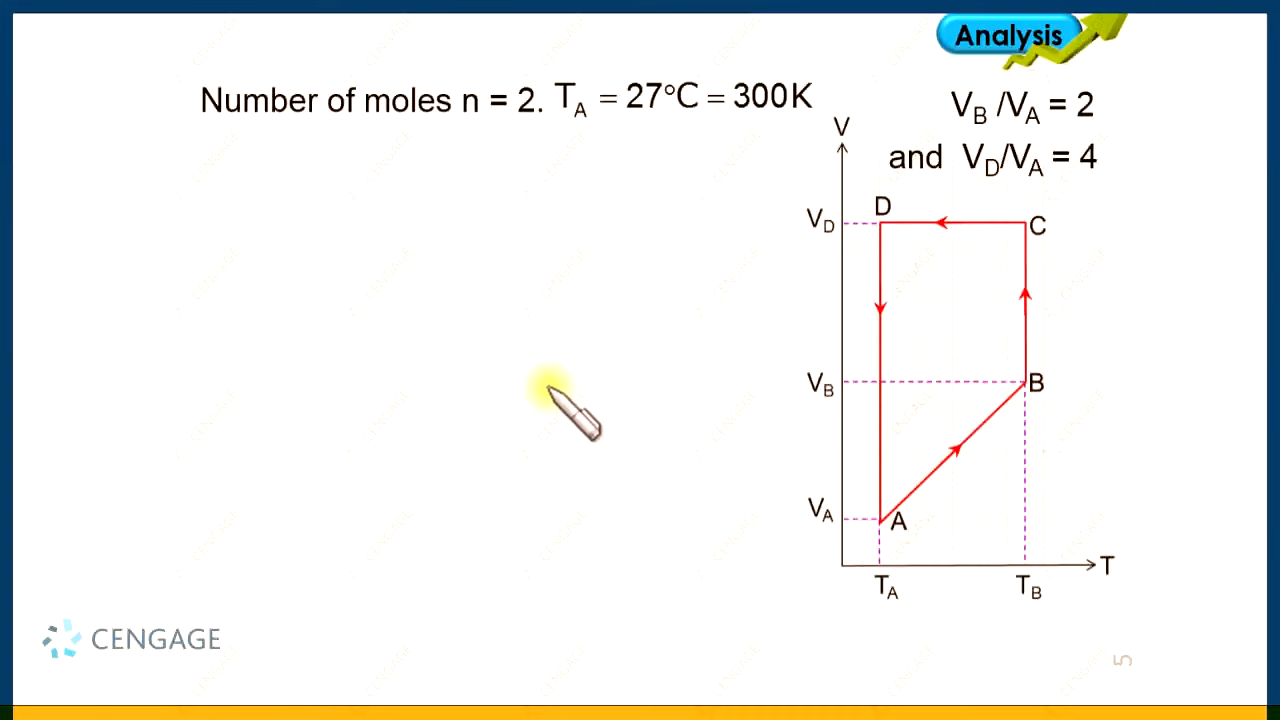 Analysis
Number of moles n = 2. T_A = 27°C = 300K
V_B /V_A = 2
and V_D/V_A = 4
V
V_D
D
C
V_B
B
V_A
A
T
T_A
T_B
CENGAGE
5